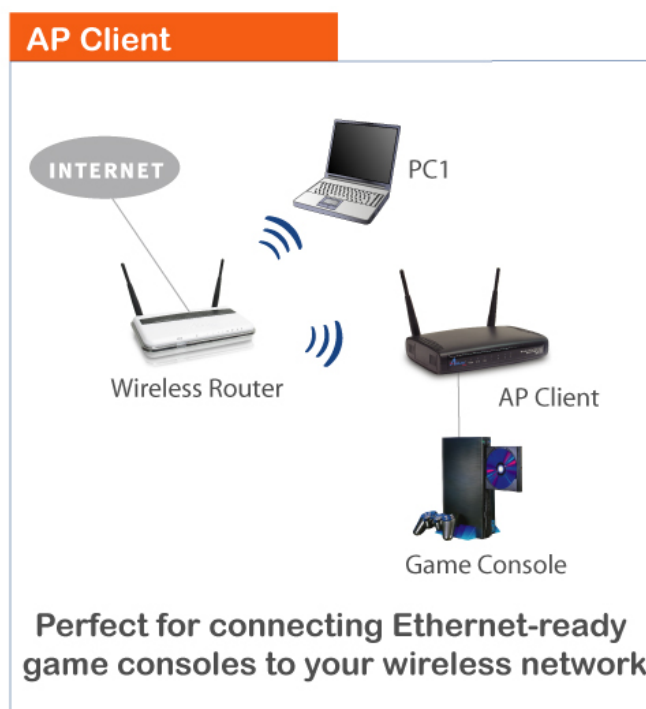 AP Client
INTERNET
PC1
Wireless Router
AP Client
Game Console
Perfect for connecting Ethernet-ready
game consoles to your wireless network